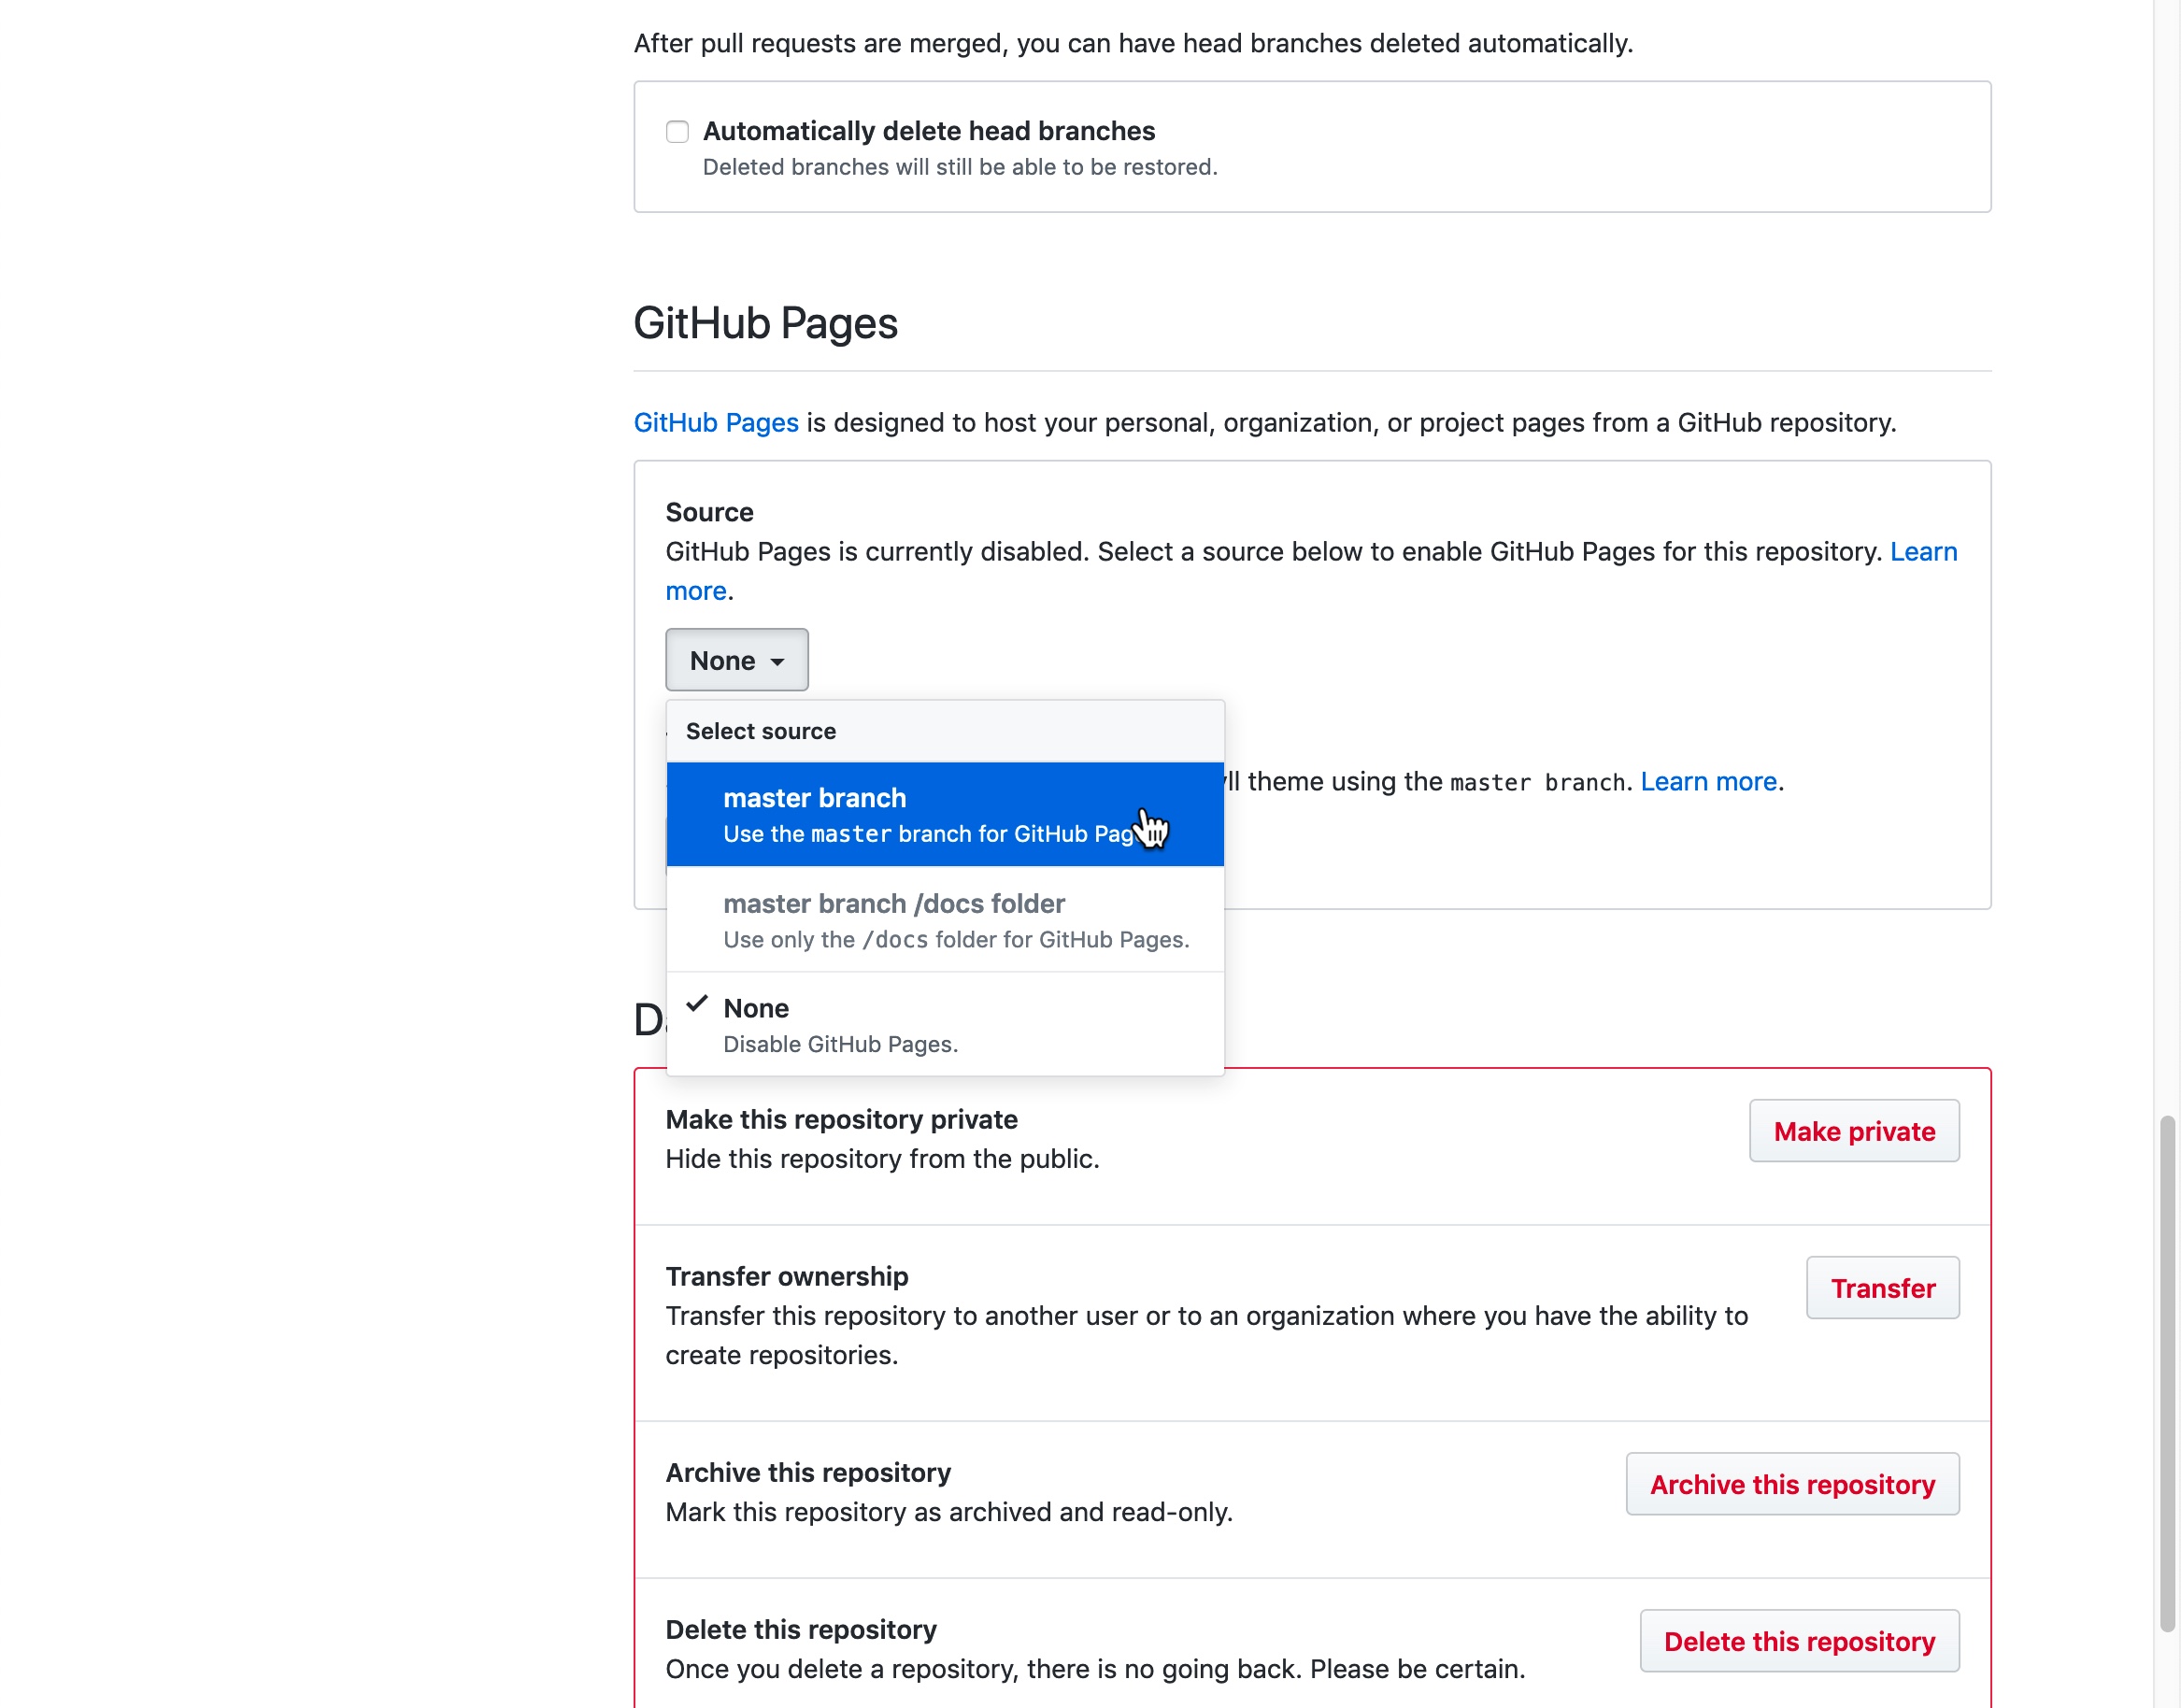 After pull requests are merged, you can have head branches deleted automatically.
Automatically delete head branches
Deleted branches will still be able to be restored.
GitHub Pages
GitHub Pages is designed to host your personal, organization, or project pages from a GitHub repository.
Source
GitHub Pages is currently disabled. Select a source below to enable GitHub Pages for this repository. Learn
more.
None
Select source
master branch
theme using the master branch. Learn more.
Use the master branch for GitHub
master branch /docs folder
Use only the /docs folder for GitHub Pages.
None
Disable GitHub Pages.
Make this repository private
Make private
Hide this repository from the public.
Transfer ownership
Transfer
Transfer this repository to another user or to an organization where you have the ability to
create repositories.
Archive this repository
Archive this repository
Mark this repository as archived and read-only.
Delete this repository
Delete this repository
Once you delete a repository, there is no going back. Please be certain.